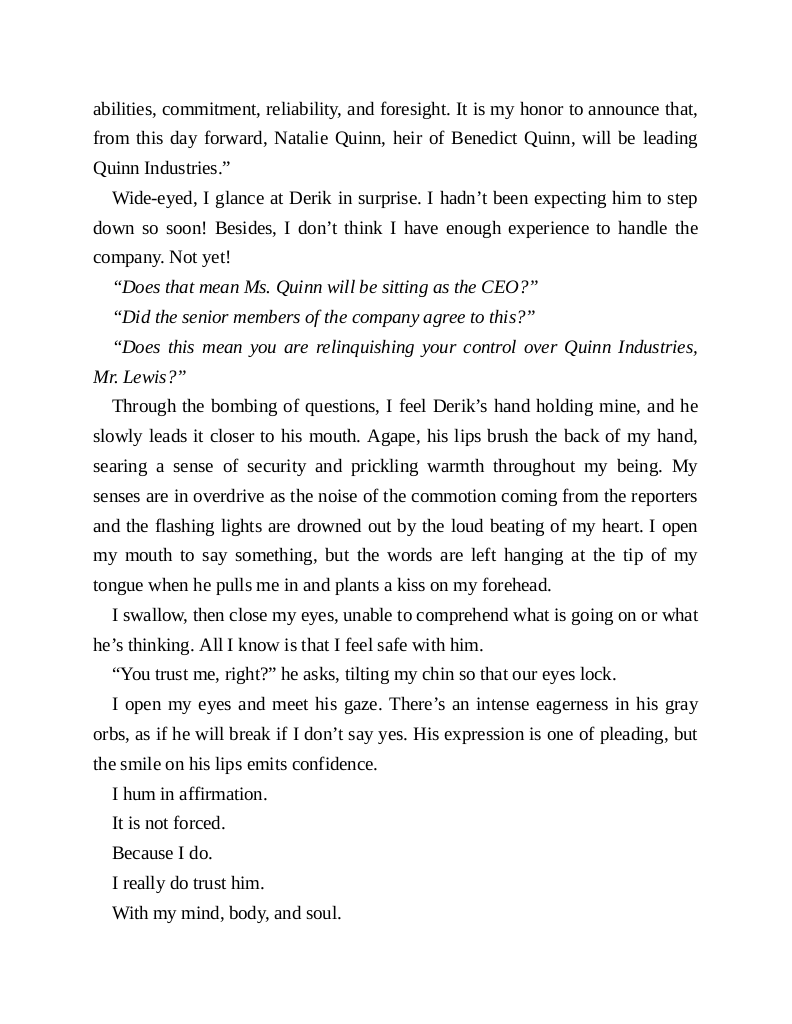 abilities, commitment, reliability, and foresight. It is my honor to announce that,
from this day forward, Natalie Quinn, heir of Benedict Quinn, will be leading
Quinn Industries.”
Wide-eyed, I glance at Derik in surprise. I hadn’t been expecting him to step
down so soon! Besides, I don’t think I have enough experience to handle the
company. Not yet!
“Does that mean Ms. Quinn will be sitting as the CEO?”
“Did the senior members of the company agree to this?”
“Does this mean you are relinquishing your control over Quinn Industries,
Mr. Lewis?”
Through the bombing of questions, I feel Derik’s hand holding mine, and he
slowly leads it closer to his mouth. Agape, his lips brush the back of my hand,
searing a sense of security and prickling warmth throughout my being. My
senses are in overdrive as the noise of the commotion coming from the reporters
and the flashing lights are drowned out by the loud beating of my heart. I open
my mouth to say something, but the words are left hanging at the tip of my
tongue when he pulls me in and plants a kiss on my forehead.
I swallow, then close my eyes, unable to comprehend what is going on or what
he’s thinking. All I know is that I feel safe with him.
“You trust me, right?” he asks, tilting my chin so that our eyes lock.
I open my eyes and meet his gaze. There’s an intense eagerness in his gray
orbs, as if he will break if I don’t say yes. His expression is one of pleading, but
the smile on his lips emits confidence.
I hum in affirmation.
It is not forced.
Because I do.
I really do trust him.
With my mind, body, and soul.